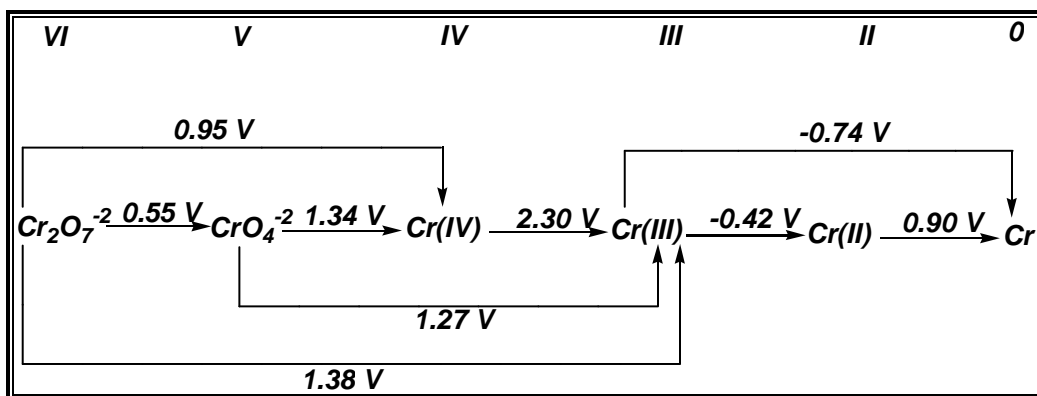 VI V IV III II 0
0.95 V -0.74 V
Cr₂O₇⁻² 0.55 V CrO₄⁻² 1.34 V Cr(IV) 2.30 V Cr(III) -0.42 V Cr(II) 0.90 V Cr
1.27 V
1.38 V